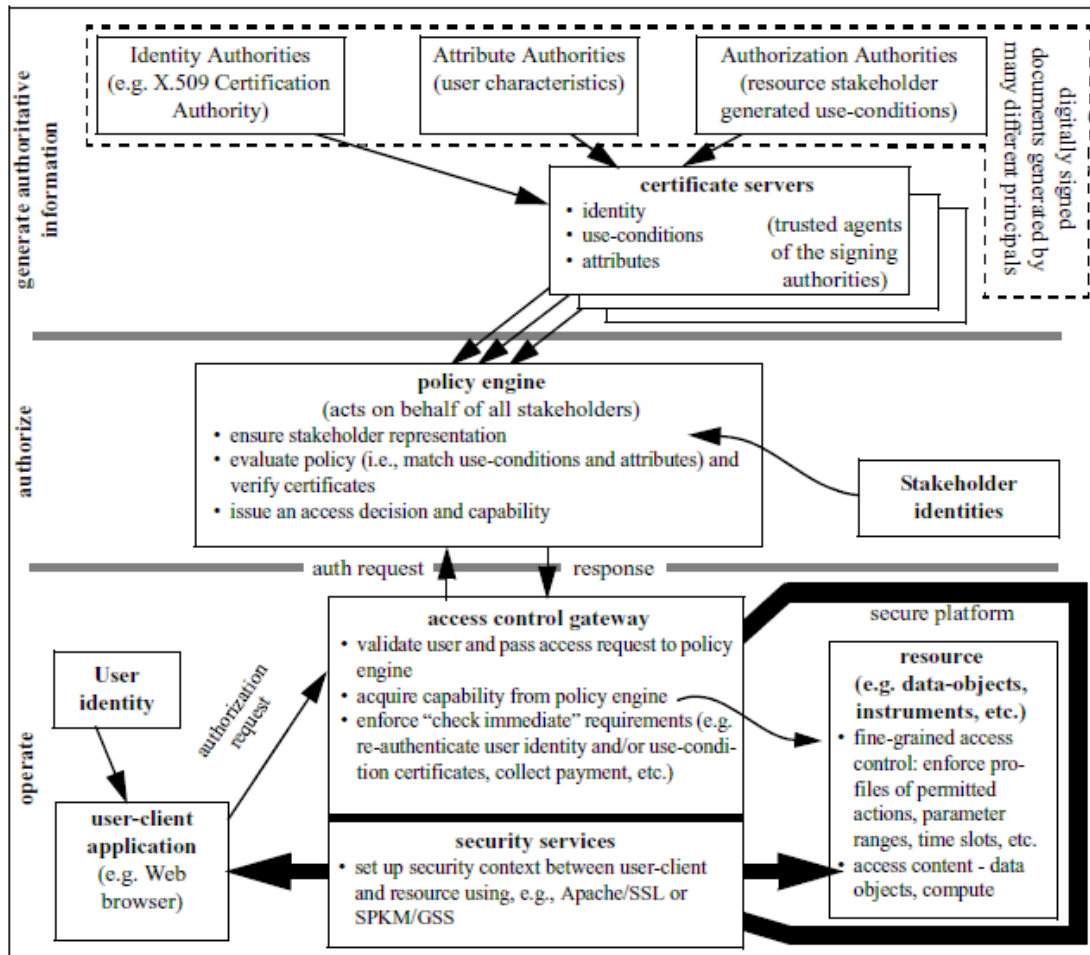 Identity Authorities
(e.g. X.509 Certification
Authority)
Attribute Authorities
(user characteristics)
Authorization Authorities
(resource stakeholder
generated use-conditions)
digitally signed
documents generated by
many different principals
generate authoritative
information
certificate servers
• identity
• use-conditions
• attributes
(trusted agents
of the signing
authorities)
authorize
policy engine
(acts on behalf of all stakeholders)
• ensure stakeholder representation
• evaluate policy (i.e., match use-conditions and attributes) and
verify certificates
• issue an access decision and capability
Stakeholder
identities
auth request
response
operate
User
identity
authorization
request
user-client
application
(e.g. Web
browser)
access control gateway
• validate user and pass access request to policy
engine
• acquire capability from policy engine
• enforce “check immediate” requirements (e.g.
re-authenticate user identity and/or use-condi-
tion certificates, collect payment, etc.)
security services
• set up security context between user-client
and resource using, e.g., Apache/SSL or
SPKM/GSS
secure platform
resource
(e.g. data-objects,
instruments, etc.)
• fine-grained access
control: enforce pro-
files of permitted
actions, parameter
ranges, time slots, etc.
• access content - data
objects, compute